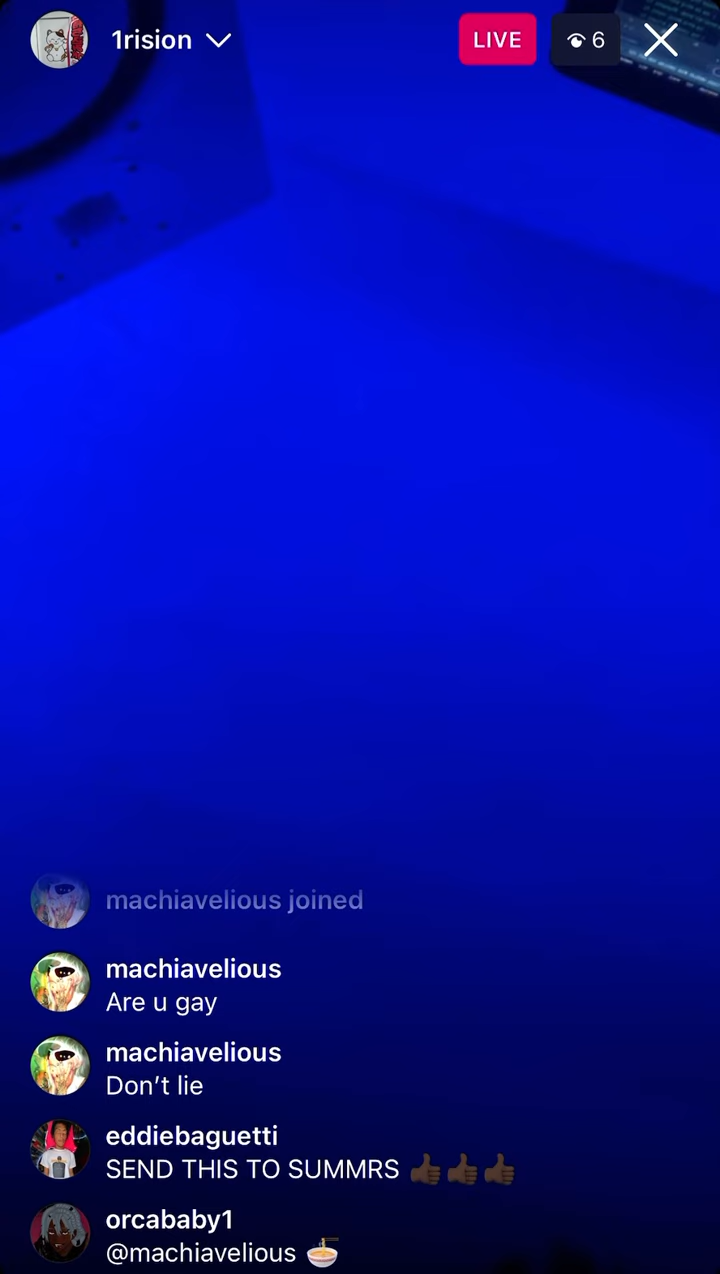 1rision
LIVE
6
machiavelious joined
machiavelious
Are u gay
machiavelious
Don’t lie
eddiebaguetti
SEND THIS TO SUMMRS 👍🏿👍🏿👍🏿
orcababy1
@machiavelious 🍜